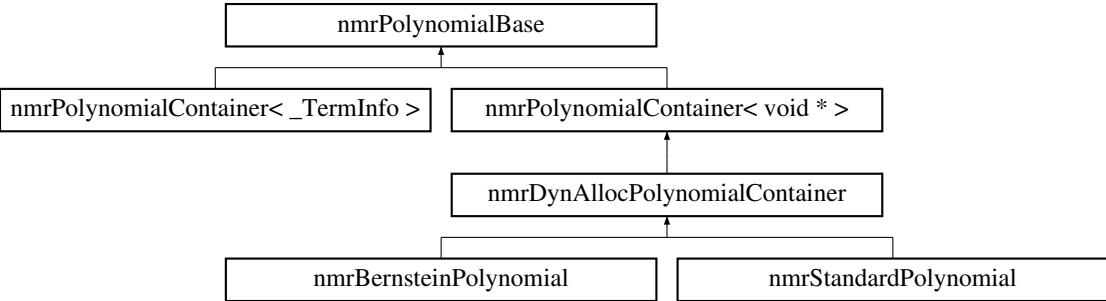 nmrPolynomialBase
nmrPolynomialContainer< _TermInfo >
nmrPolynomialContainer< void * >
nmrDynAllocPolynomialContainer
nmrBernsteinPolynomial
nmrStandardPolynomial